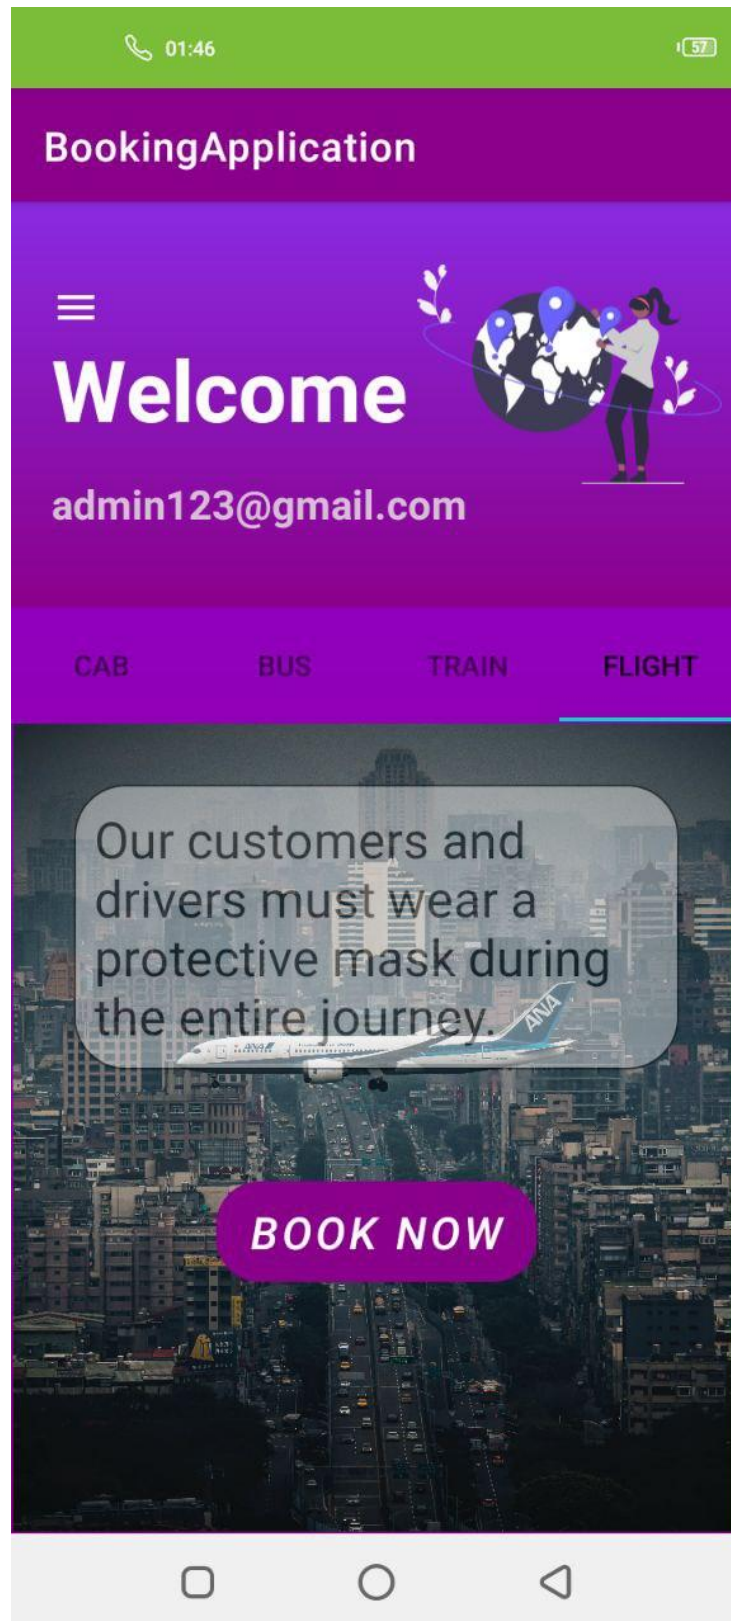 01:46
57
BookingApplication
Welcome
admin123@gmail.com
CAB BUS TRAIN FLIGHT
Our customers and
drivers must wear a
protective mask during
the entire journey.
ANA
ANA
BOOK NOW